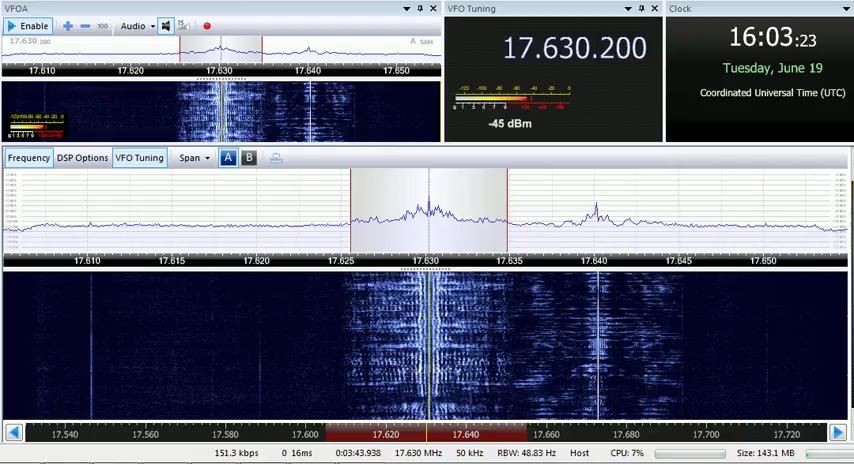 VFOA
Enable 100 Audio
17.630.200 A SAM
17.610 17.620 17.630 17.640 17.650
VFO Tuning
17.630.200
-45 dBm
Clock
16:03:23
Tuesday, June 19
Coordinated Universal Time (UTC)
Frequency DSP Options VFO Tuning Span A B
17.610 17.615 17.620 17.625 17.630 17.635 17.640 17.645 17.650
17.540 17.560 17.580 17.600 17.620 17.640 17.660 17.680 17.700 17.720
151.3 kbps 0 16ms 0:03:43.938 17.630 MHz 50 kHz RBW: 48.83 Hz Host CPU: 7% Size: 143.1 MB